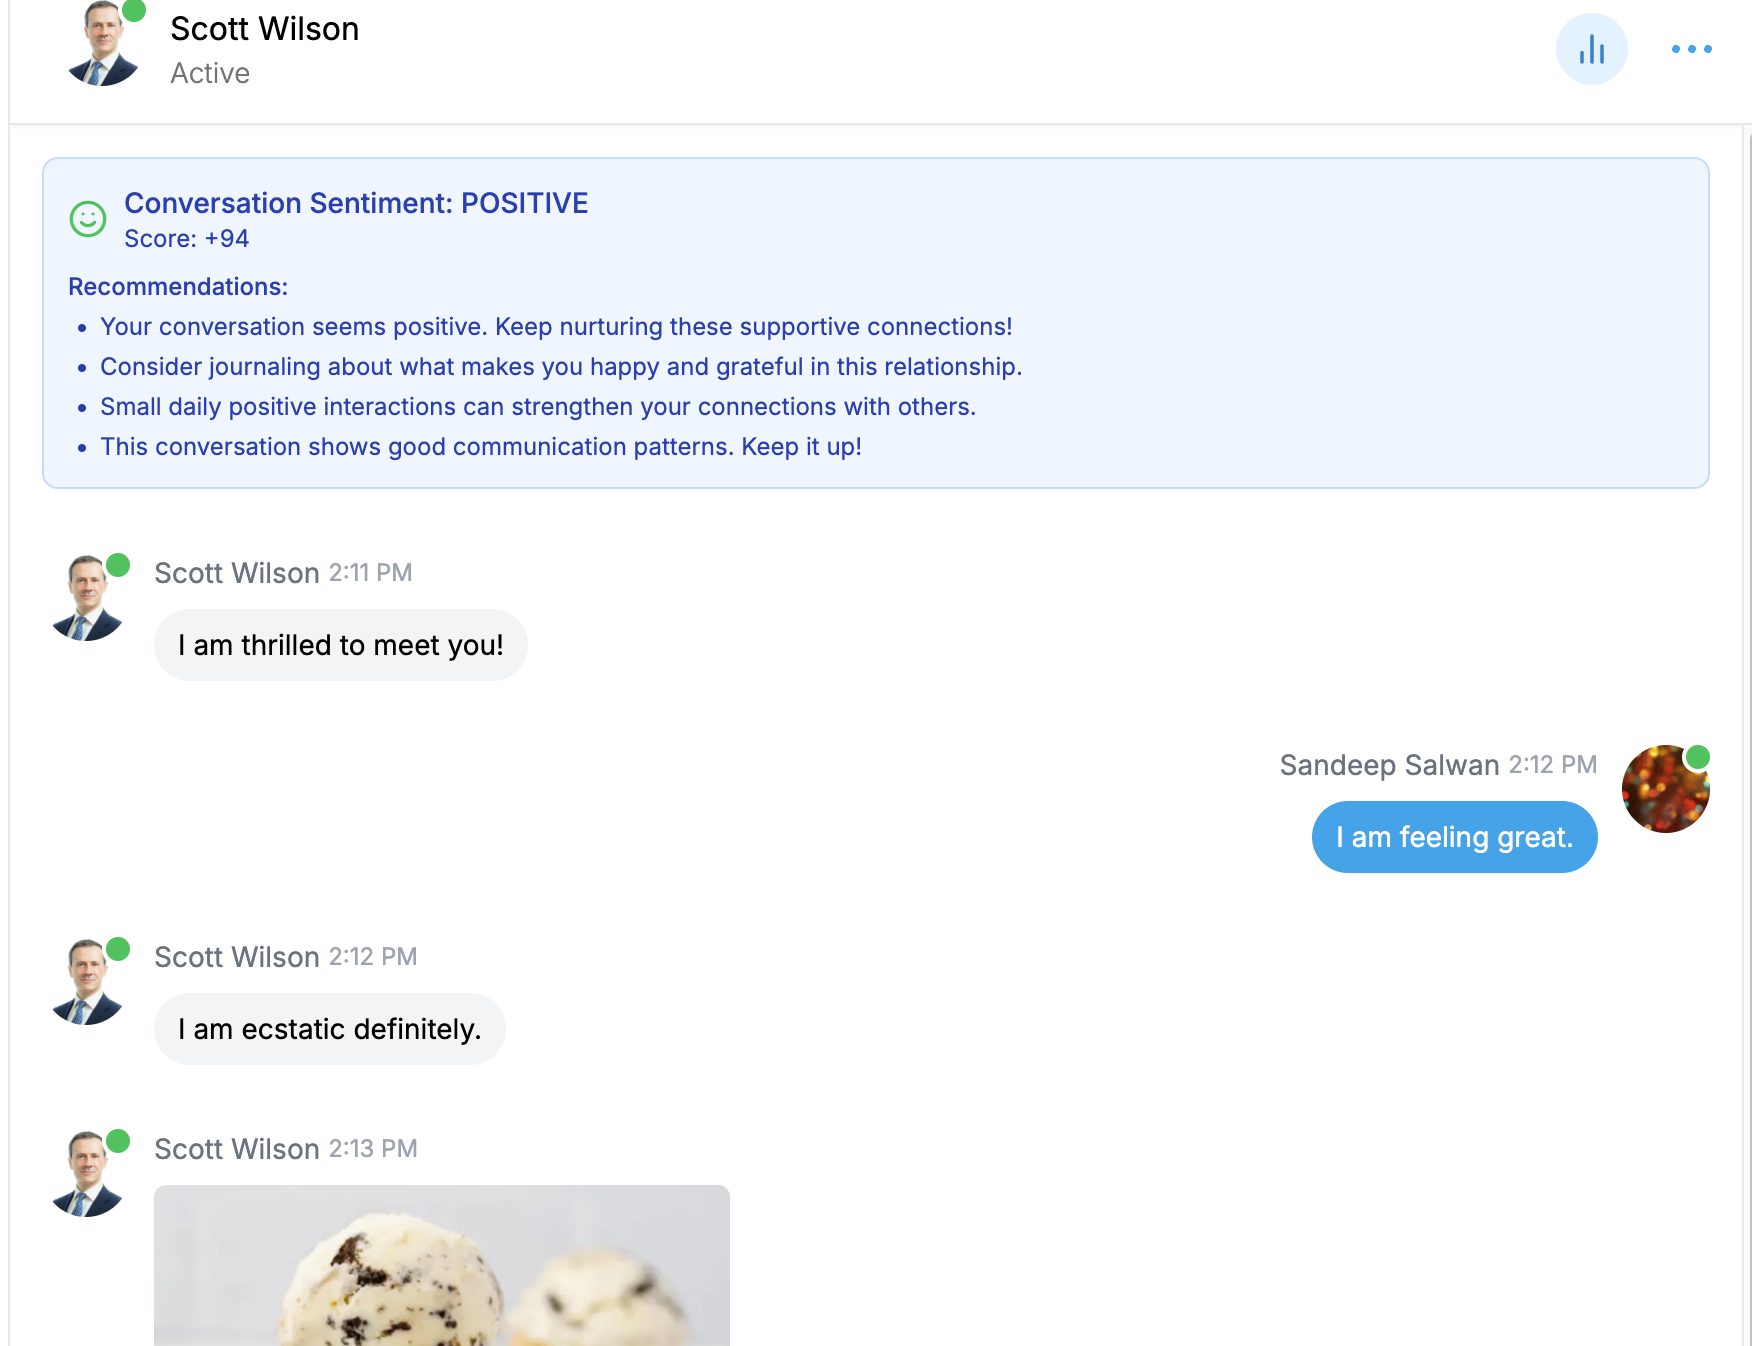 Scott Wilson
Active
Conversation Sentiment: POSITIVE
Score: +94
Recommendations:
Your conversation seems positive. Keep nurturing these supportive connections!
Consider journaling about what makes you happy and grateful in this relationship.
Small daily positive interactions can strengthen your connections with others.
This conversation shows good communication patterns. Keep it up!
Scott Wilson 2:11 PM
I am thrilled to meet you!
Sandeep Salwan 2:12 PM
I am feeling great.
Scott Wilson 2:12 PM
I am ecstatic definitely.
Scott Wilson 2:13 PM